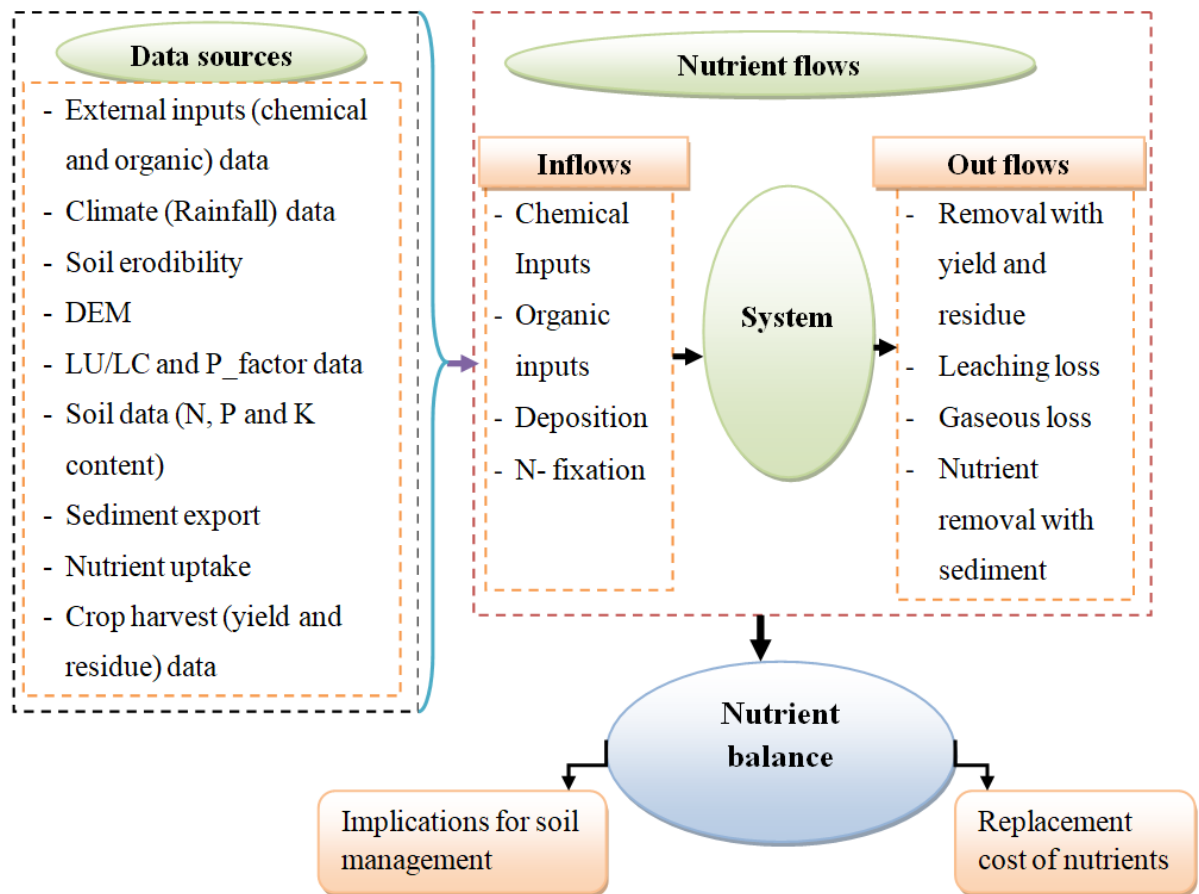 Data sources
- External inputs (chemical
and organic) data
- Climate (Rainfall) data
- Soil erodibility
- DEM
- LU/LC and P_factor data
- Soil data (N, P and K
content)
- Sediment export
- Nutrient uptake
- Crop harvest (yield and
residue) data
Nutrient flows
Inflows
- Chemical
Inputs
- Organic
inputs
- Deposition
- N- fixation
System
Out flows
- Removal with
yield and
residue
- Leaching loss
- Gaseous loss
- Nutrient
removal with
sediment
Nutrient
balance
Implications for soil
management
Replacement
cost of nutrients